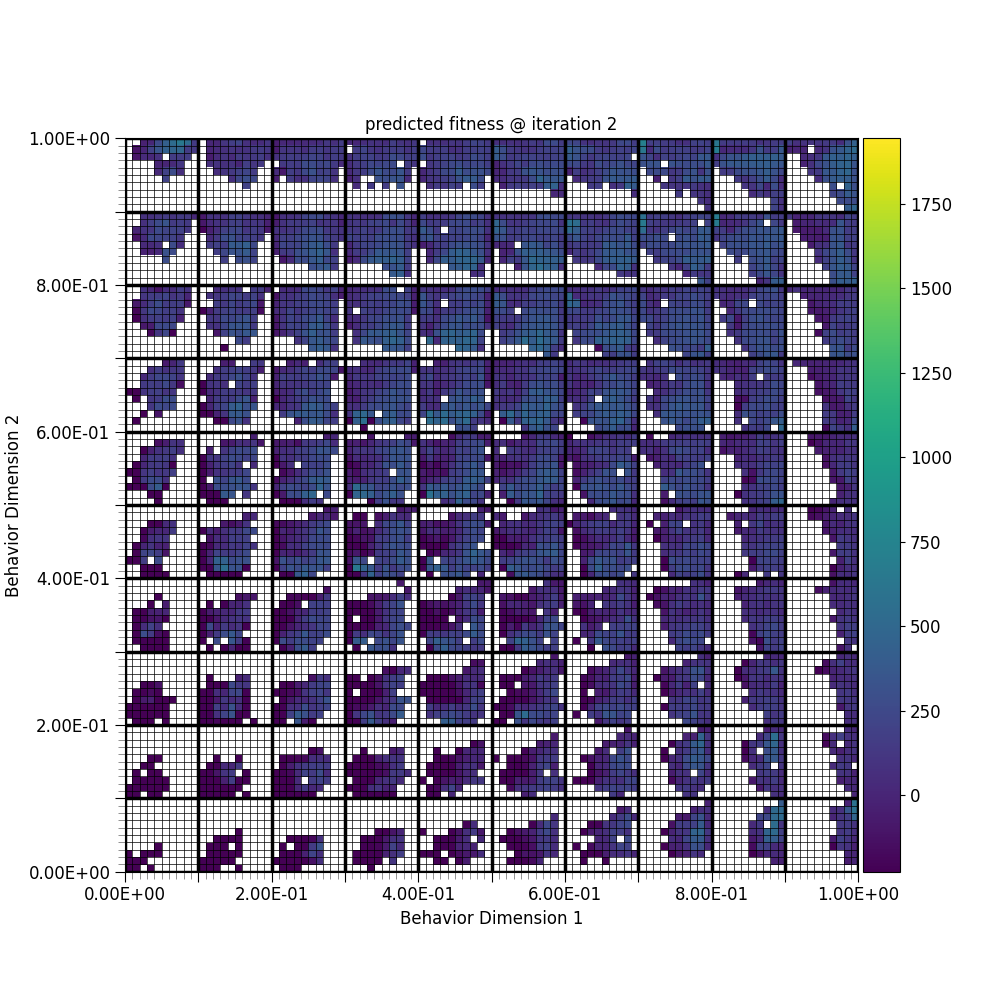 predicted fitness @ iteration 2
1.00E+00
8.00E-01
6.00E-01
4.00E-01
2.00E-01
0.00E+00
Behavior Dimension 2
0.00E+00 2.00E-01 4.00E-01 6.00E-01 8.00E-01 1.00E+00
Behavior Dimension 1
1750
1500
1250
1000
750
500
250
0